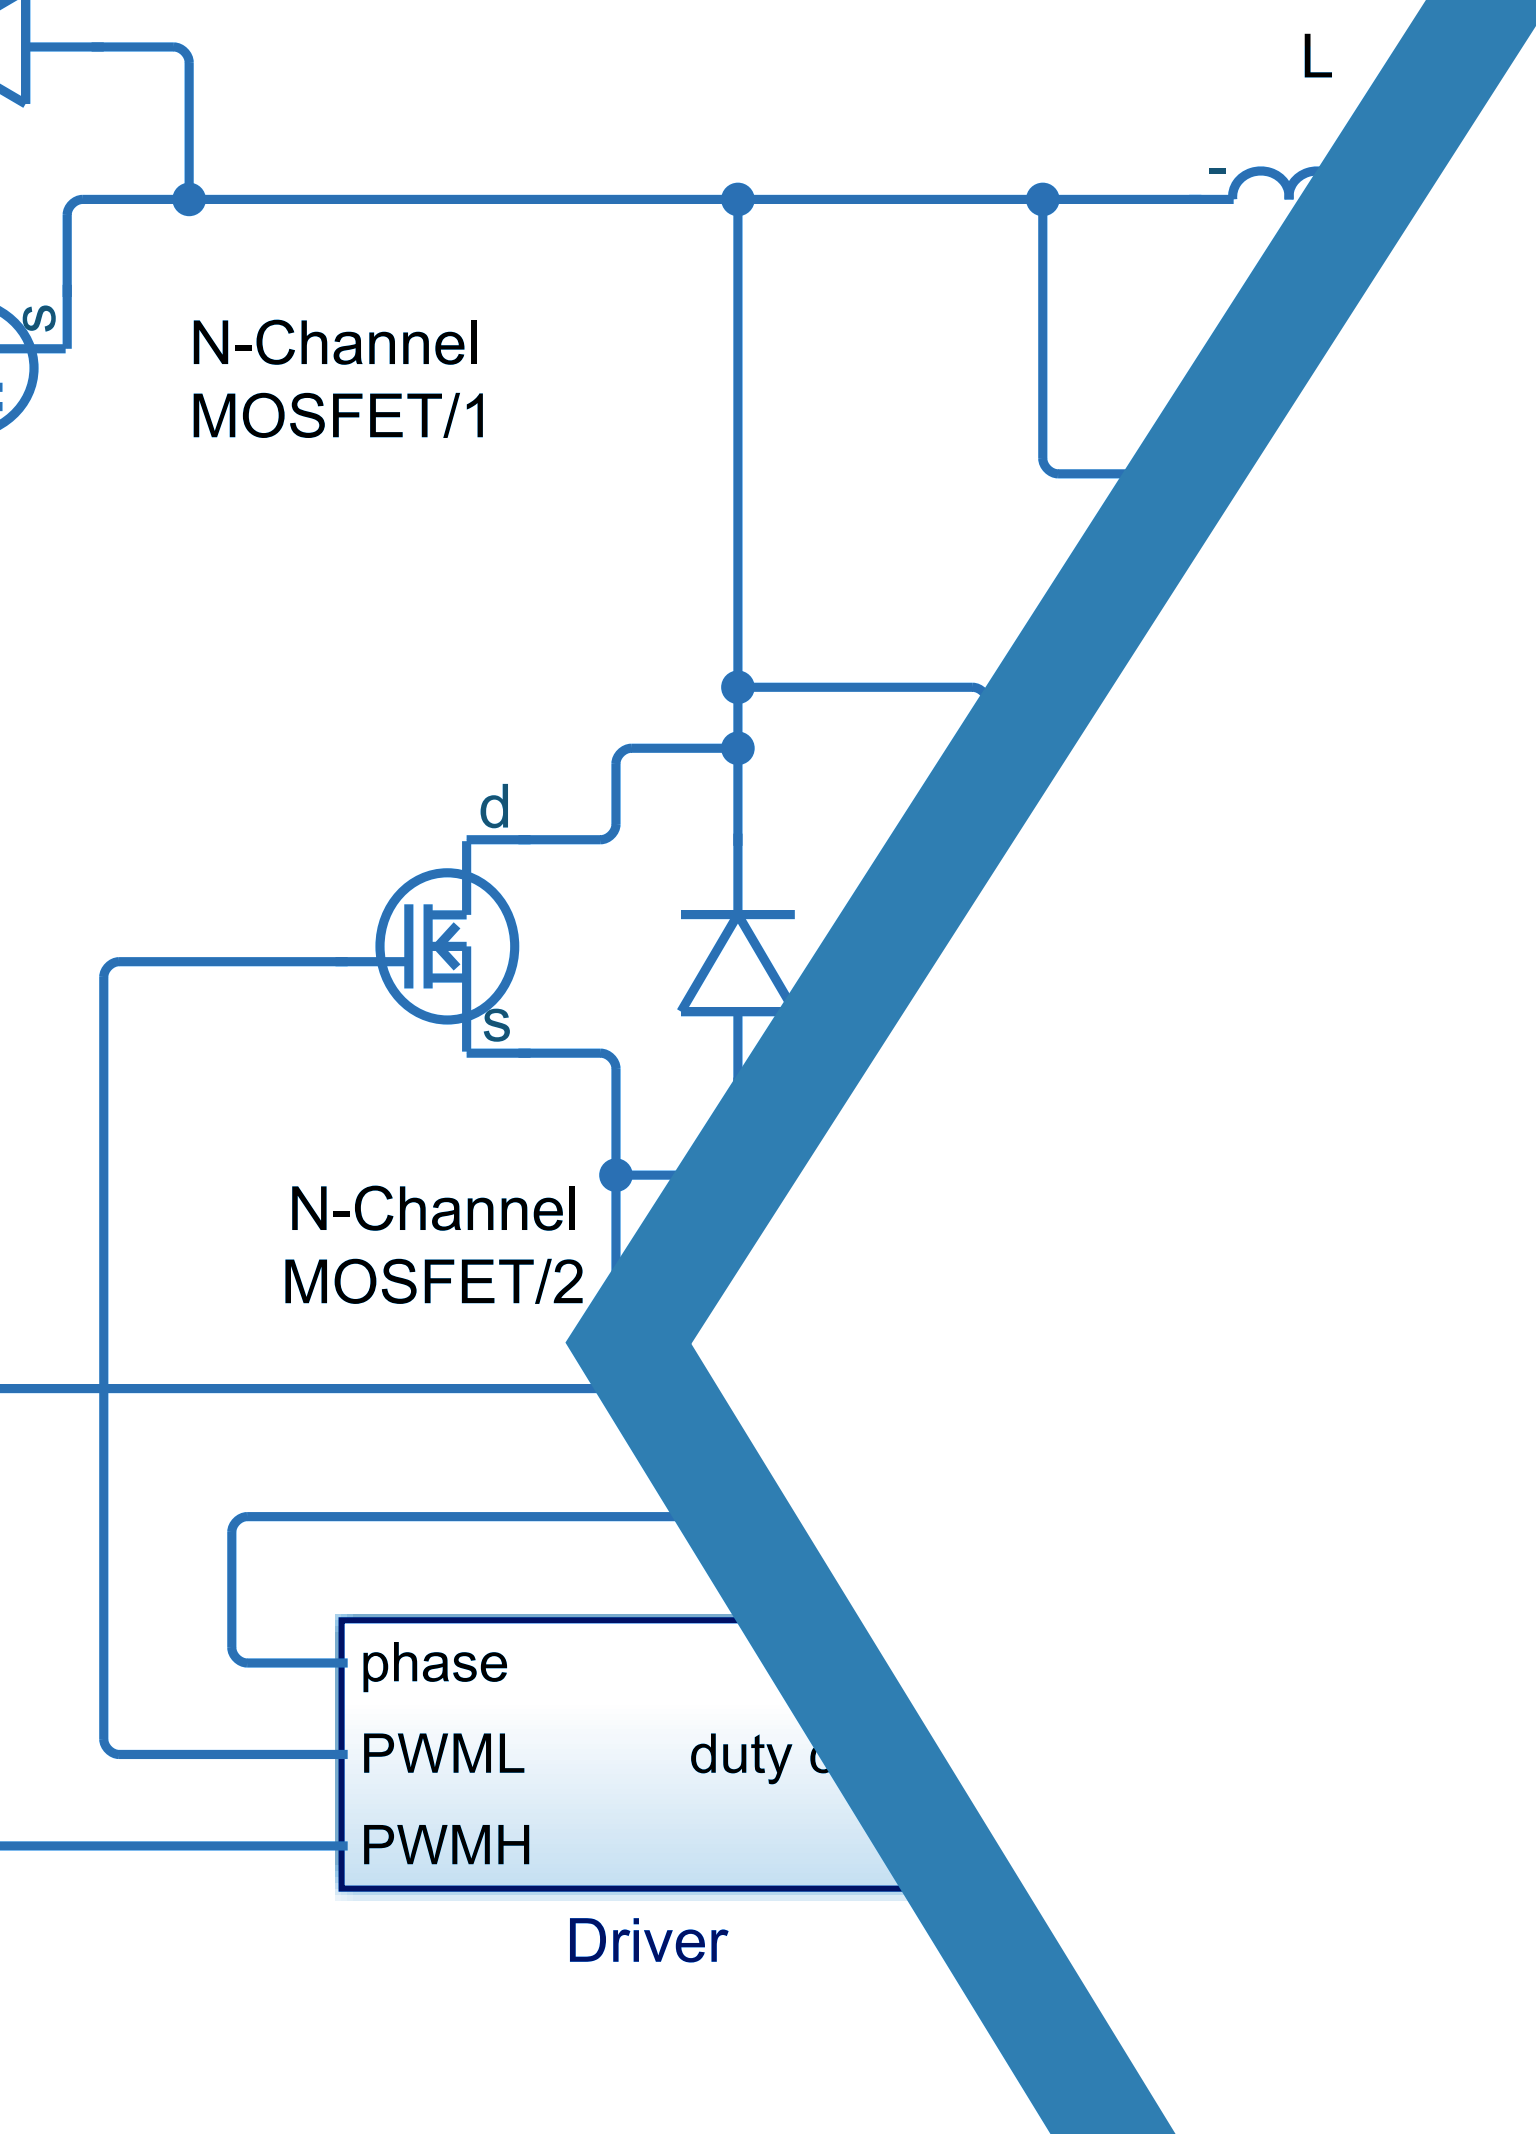 L
-
s
N-Channel
MOSFET/1
d
s
N-Channel
MOSFET/2
phase
PWML
duty
PWMH
Driver